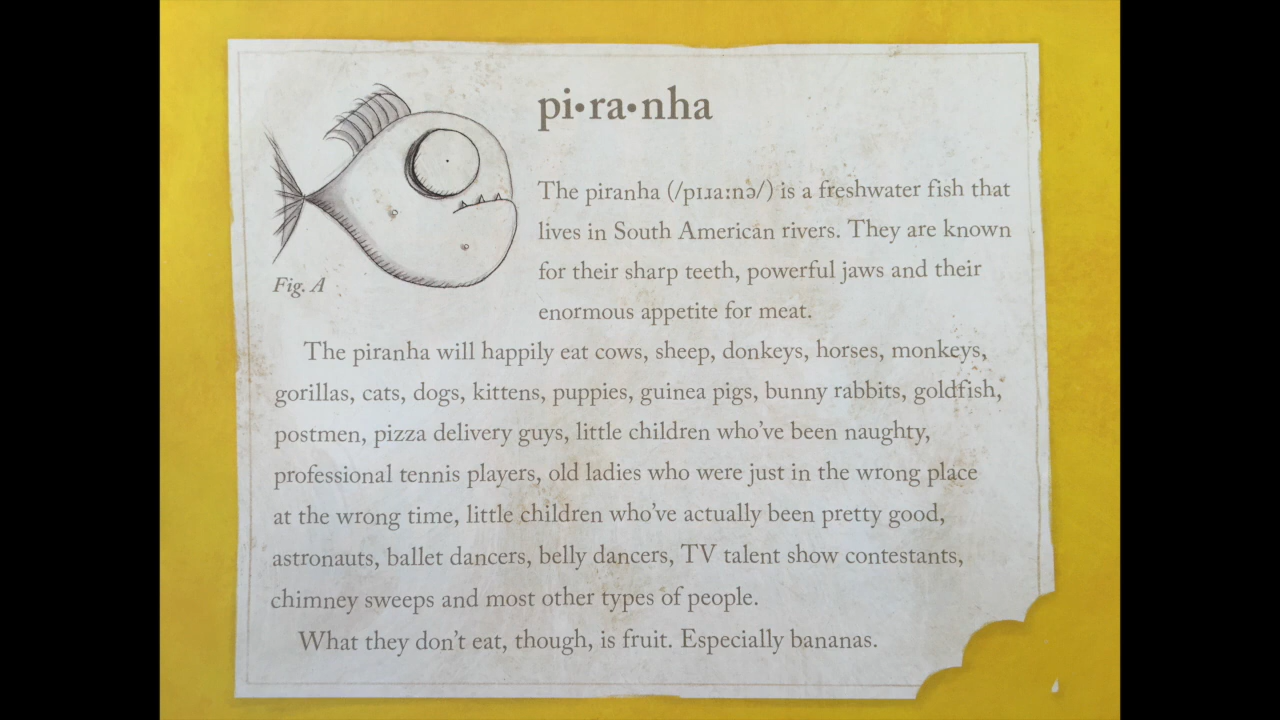 pi•ra•nha
The piranha (/pɪɹaːnə/) is a freshwater fish that
lives in South American rivers. They are known
for their sharp teeth, powerful jaws and their
enormous appetite for meat.
Fig. A
The piranha will happily eat cows, sheep, donkeys, horses, monkeys,
gorillas, cats, dogs, kittens, puppies, guinea pigs, bunny rabbits, goldfish,
postmen, pizza delivery guys, little children who’ve been naughty,
professional tennis players, old ladies who were just in the wrong place
at the wrong time, little children who’ve actually been pretty good,
astronauts, ballet dancers, belly dancers, TV talent show contestants,
chimney sweeps and most other types of people.
What they don’t eat, though, is fruit. Especially bananas.